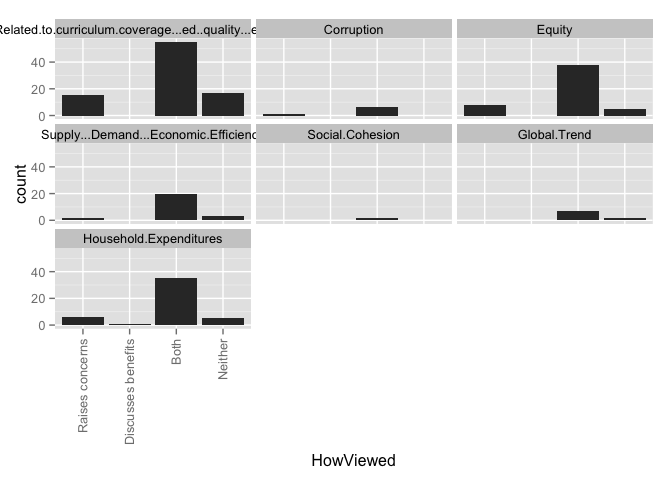 Related.to.curriculum.coverage...ed..quality...e
Corruption
Equity
40
20
0
Supply...Demand...Economic.Efficienc
Social.Cohesion
Global.Trend
40
20
0
Household.Expenditures
40
20
0
count
Raises concerns
Discusses benefits
Both
Neither
HowViewed